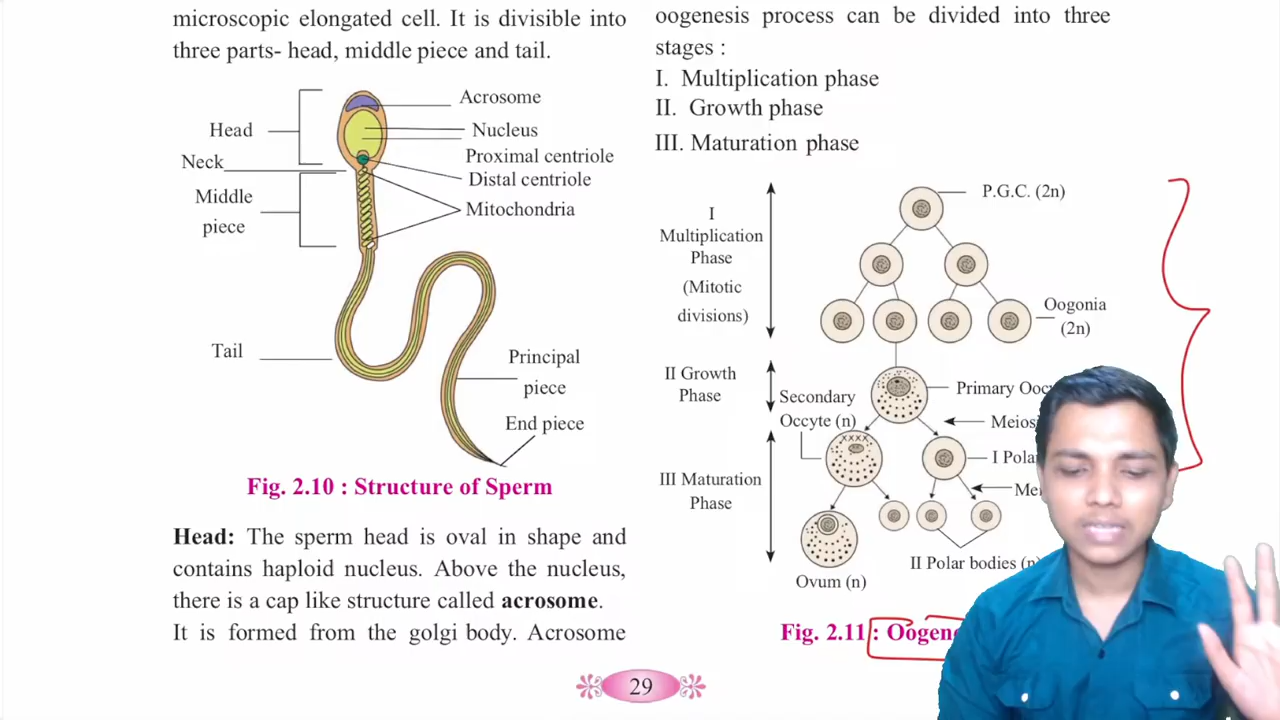 microscopic elongated cell. It is divisible into
three parts- head, middle piece and tail.
Acrosome
Head
Nucleus
Proximal centriole
Neck
Distal centriole
Middle
piece
Mitochondria
Tail
Principal
piece
End piece
Fig. 2.10 : Structure of Sperm
Head: The sperm head is oval in shape and
contains haploid nucleus. Above the nucleus,
there is a cap like structure called acrosome.
It is formed from the golgi body. Acrosome
oogenesis process can be divided into three
stages :
I. Multiplication phase
II. Growth phase
III. Maturation phase
P.G.C. (2n)
I
Multiplication
Phase
(Mitotic
divisions)
Oogonia
(2n)
II Growth
Phase
Primary
Secondary
Occyte (n)
I
III Maturation
Phase
II Polar bodies
Ovum (n)
Fig. 2.11 :
29